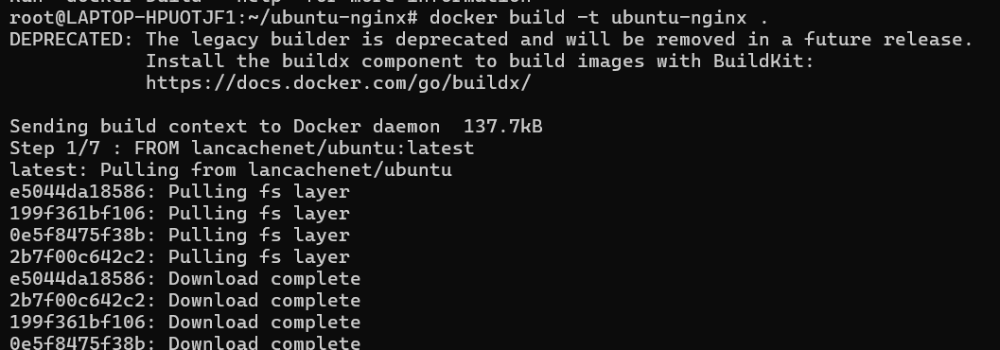 root@LAPTOP-HPUOTJF1:~/ubuntu-nginx# docker build -t ubuntu-nginx .
DEPRECATED: The legacy builder is deprecated and will be removed in a future release.
            Install the buildx component to build images with BuildKit:
            https://docs.docker.com/go/buildx/

Sending build context to Docker daemon  137.7kB
Step 1/7 : FROM lancachenet/ubuntu:latest
latest: Pulling from lancachenet/ubuntu
e5044da18586: Pulling fs layer
199f361bf106: Pulling fs layer
0e5f8475f38b: Pulling fs layer
2b7f00c642c2: Pulling fs layer
e5044da18586: Download complete
2b7f00c642c2: Download complete
199f361bf106: Download complete
0e5f8475f38b: Download complete